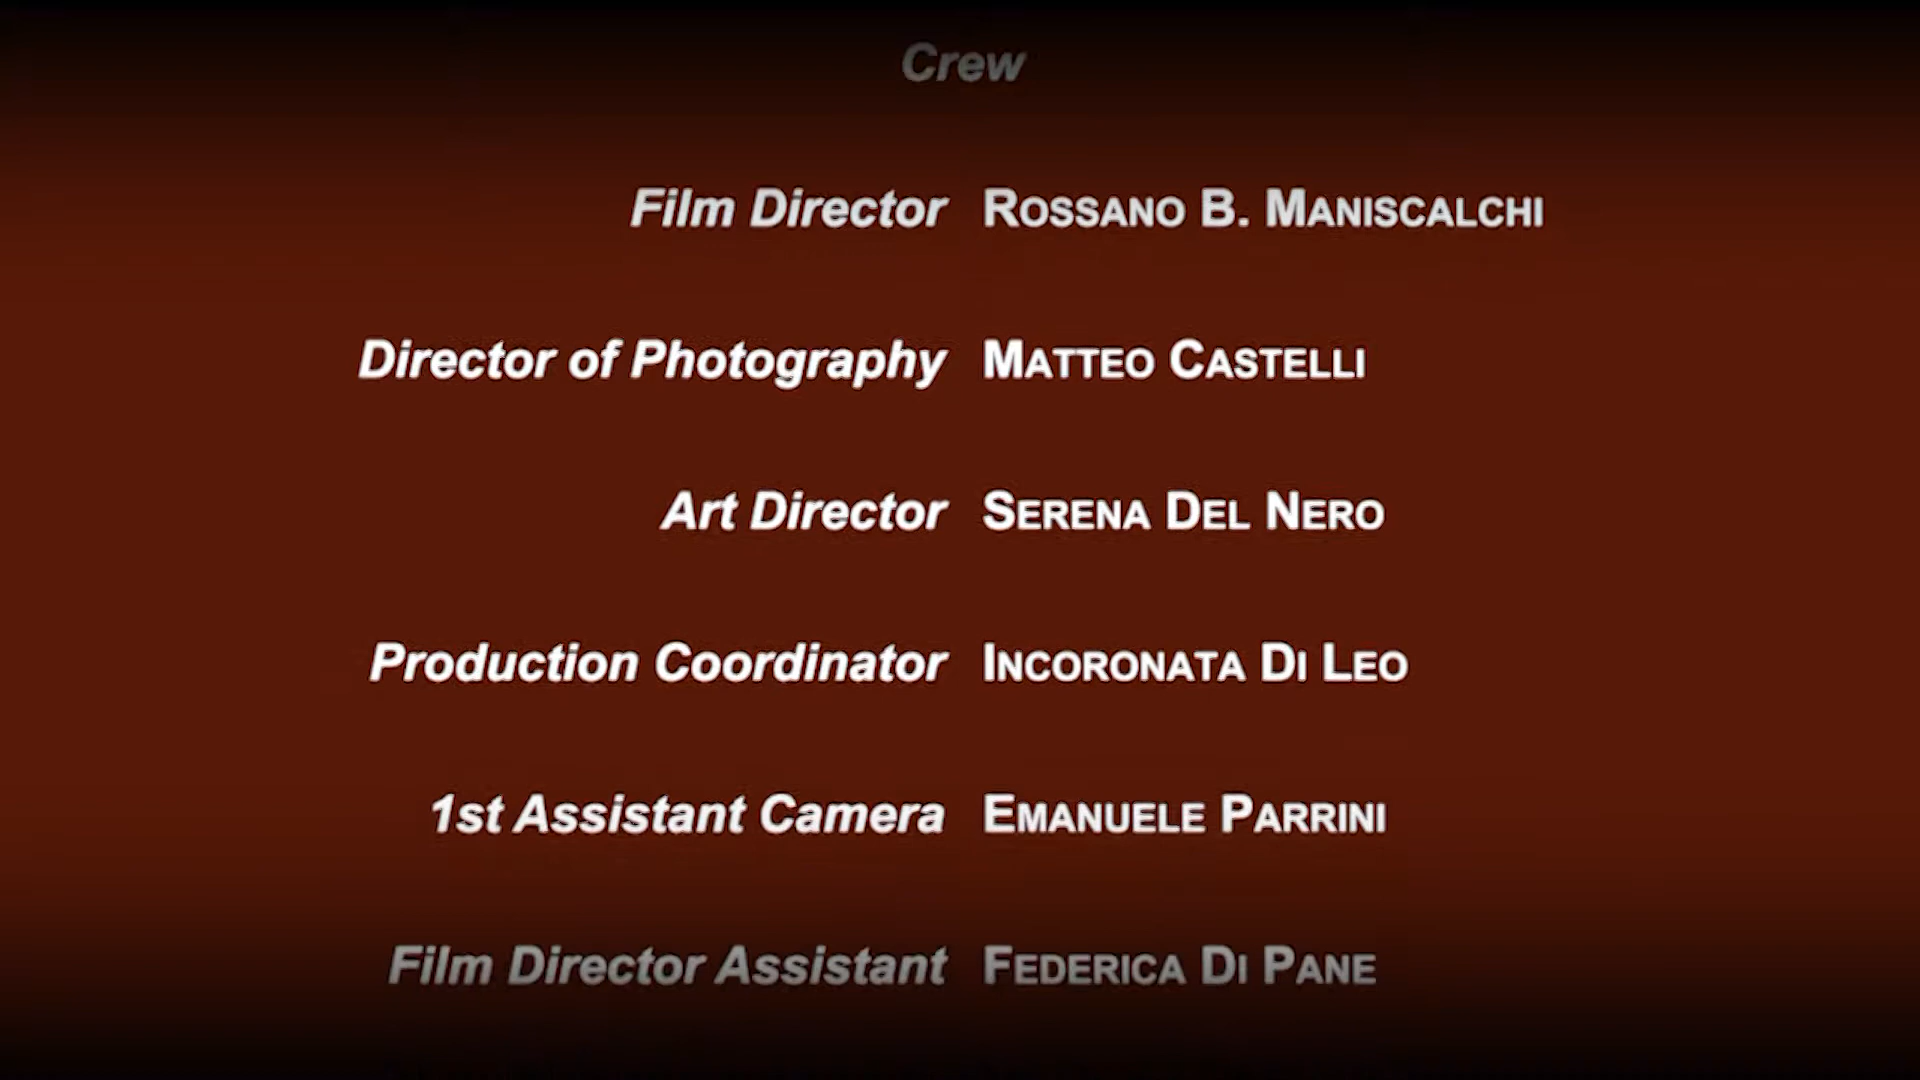 Crew
Film Director Rossano B. Maniscalchi
Director of Photography Matteo Castelli
Art Director Serena Del Nero
Production Coordinator Incoronata Di Leo
1st Assistant Camera Emanuele Parrini
Film Director Assistant Federica Di Pane